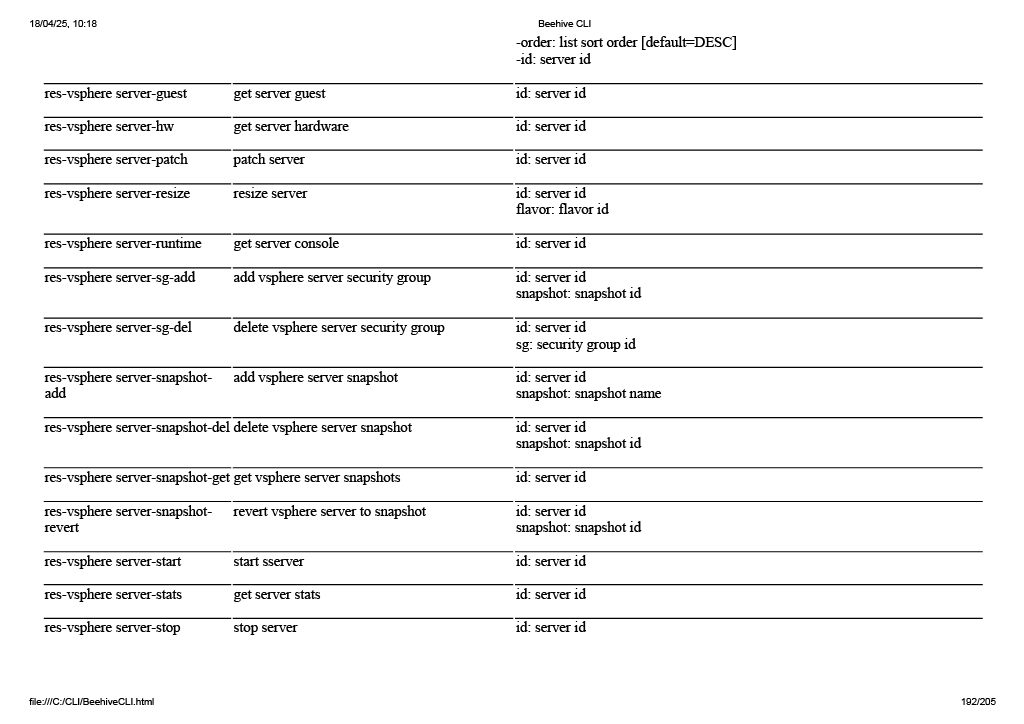 18/04/25, 10:18 Beehive CLI
-order: list sort order [default=DESC]
-id: server id
res-vsphere server-guest get server guest id: server id
res-vsphere server-hw get server hardware id: server id
res-vsphere server-patch patch server id: server id
res-vsphere server-resize resize server id: server id
flavor: flavor id
res-vsphere server-runtime get server console id: server id
res-vsphere server-sg-add add vsphere server security group id: server id
snapshot: snapshot id
res-vsphere server-sg-del delete vsphere server security group id: server id
sg: security group id
res-vsphere server-snapshot- add vsphere server snapshot id: server id
add snapshot: snapshot name
res-vsphere server-snapshot-del delete vsphere server snapshot id: server id
snapshot: snapshot id
res-vsphere server-snapshot-get get vsphere server snapshots id: server id
res-vsphere server-snapshot- revert vsphere server to snapshot id: server id
revert snapshot: snapshot id
res-vsphere server-start start sserver id: server id
res-vsphere server-stats get server stats id: server id
res-vsphere server-stop stop server id: server id
file:///C:/CLI/BeehiveCLI.html 192/205